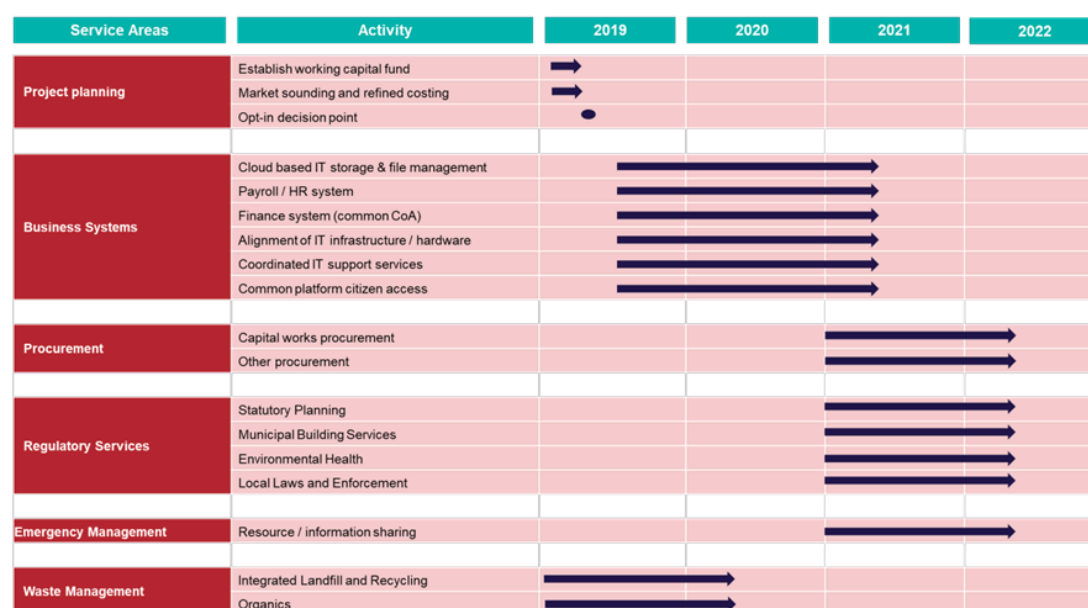 Service Areas Activity 2019 2020 2021 2022
Project planning
Establish working capital fund
Market sounding and refined costing
Opt-in decision point
Business Systems
Cloud based IT storage & file management
Payroll / HR system
Finance system (common CoA)
Alignment of IT infrastructure / hardware
Coordinated IT support services
Common platform citizen access
Procurement
Capital works procurement
Other procurement
Regulatory Services
Statutory Planning
Municipal Building Services
Environmental Health
Local Laws and Enforcement
Emergency Management
Resource / information sharing
Waste Management
Integrated Landfill and Recycling
Organics